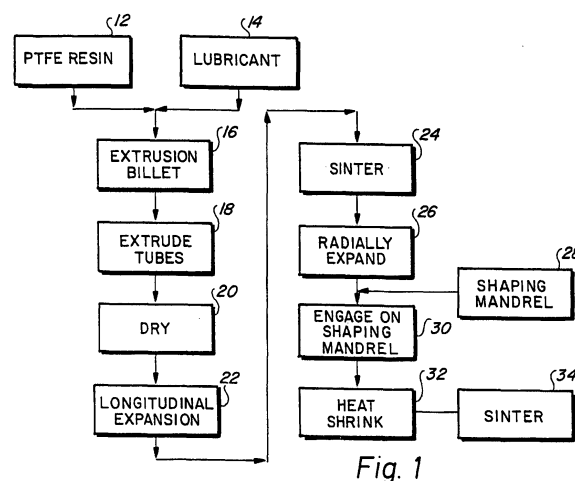 12
PTFE RESIN
14
LUBRICANT
16
EXTRUSION
BILLET
18
EXTRUDE
TUBES
20
DRY
22
LONGITUDINAL
EXPANSION
24
SINTER
26
RADIALLY
EXPAND
28
SHAPING
MANDREL
30
ENGAGE ON
SHAPING
MANDREL
32
HEAT
SHRINK
34
SINTER
Fig. 1